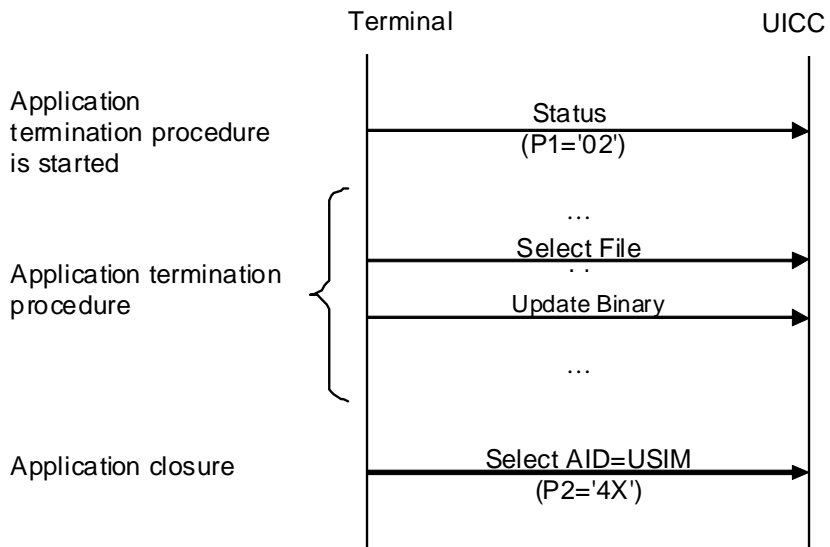 Terminal
UICC
Application
termination procedure
is started
Status
(P1='02')
...
Select File
. .
Application termination
procedure
Update Binary
...
Application closure
Select AID=USIM
(P2='4X')